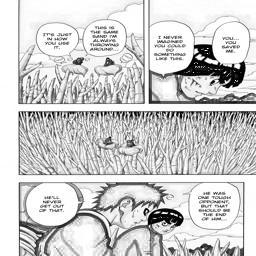 YOU...
YOU
SAVED
ME.
I NEVER
IMAGINED
YOU COULD
DO
SOMETHING
LIKE THIS.
THIS IS
THE SAME
SAND I'M
ALWAYS
THROWING
AROUND...
IT'S JUST
IN HOW
YOU USE
IT.
HE WAS
ONE TOUGH
OPPONENT,
BUT THAT
SHOULD BE
THE END
OF HIM...
HE'LL
NEVER GET
OUT OF
THAT.